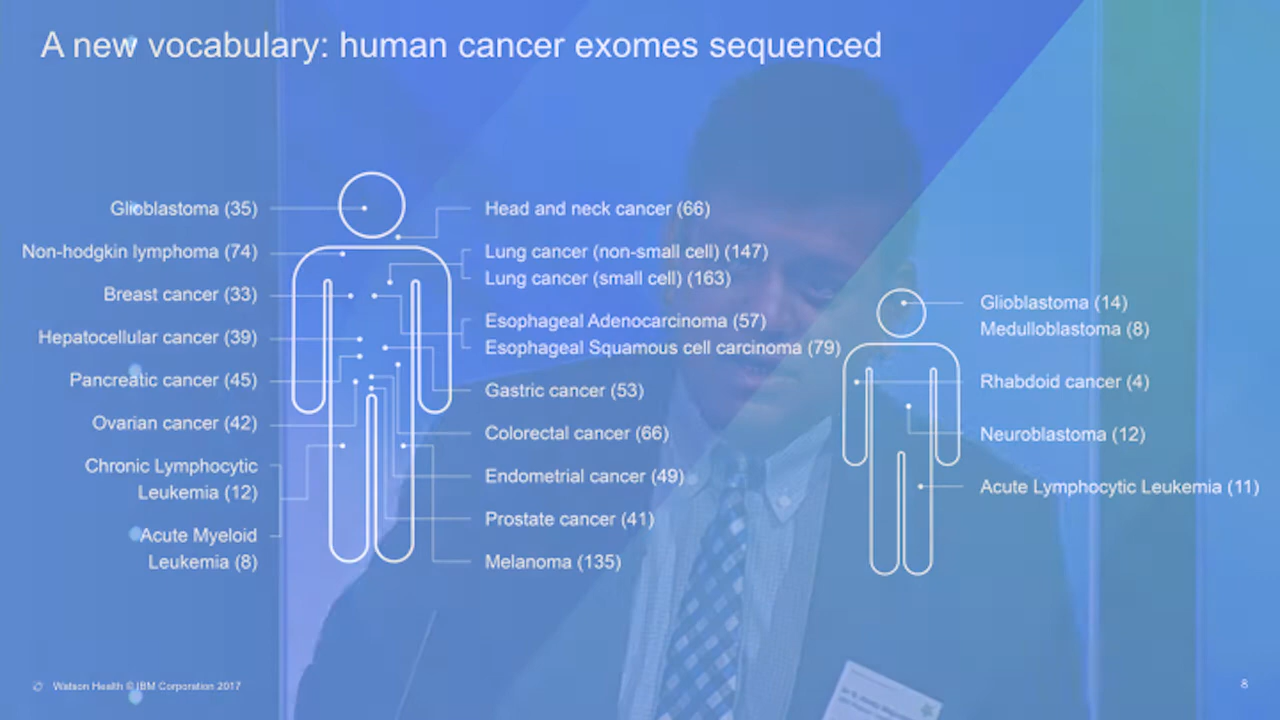 A new vocabulary: human cancer exomes sequenced
Glioblastoma (35)
Non-hodgkin lymphoma (74)
Breast cancer (33)
Hepatocellular cancer (39)
Pancreatic cancer (45)
Ovarian cancer (42)
Chronic Lymphocytic
Leukemia (12)
Acute Myeloid
Leukemia (8)
Head and neck cancer (66)
Lung cancer (non-small cell) (147)
Lung cancer (small cell) (163)
Esophageal Adenocarcinoma (57)
Esophageal Squamous cell carcinoma (79)
Gastric cancer (53)
Colorectal cancer (66)
Endometrial cancer (49)
Prostate cancer (41)
Melanoma (135)
Glioblastoma (14)
Medulloblastoma (8)
Rhabdoid cancer (4)
Neuroblastoma (12)
Acute Lymphocytic Leukemia (11)
Watson Health © IBM Corporation 2017
8